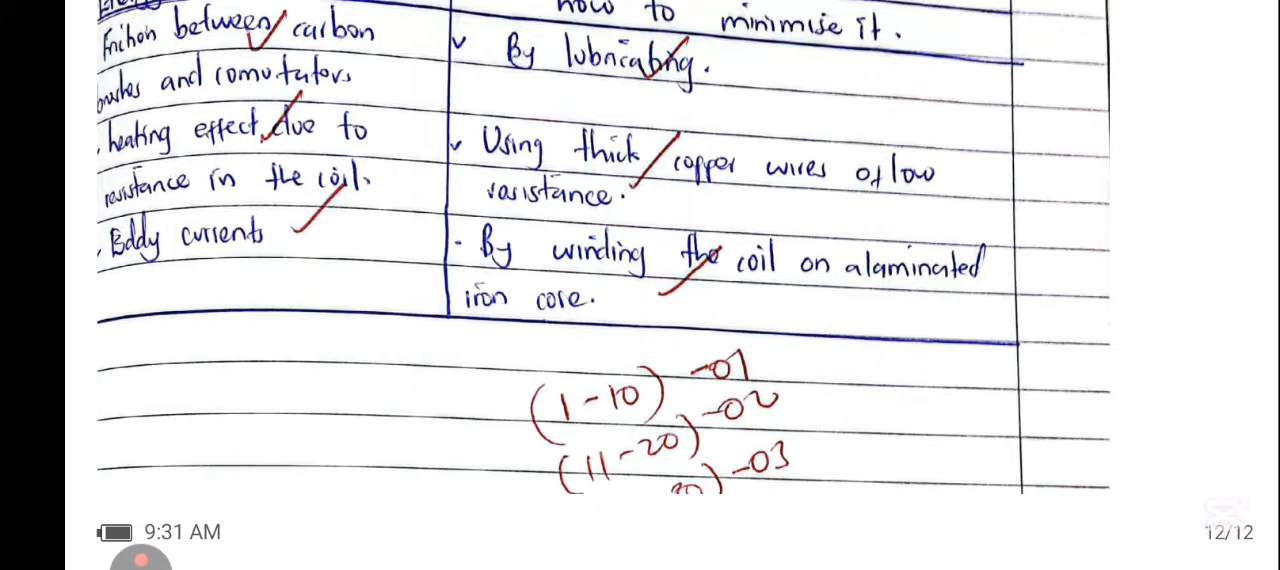 how to minimise it.
Friction between carbon
brushes and comutators
v By lubricating.
. heating effect due to
resistance in the coil.
v Using thick copper wires of low
resistance.
. Eddy currents
. By winding the coil on alaminated
iron core.
(1-10) -01
(11-20) -02
-03
9:31 AM
12/12